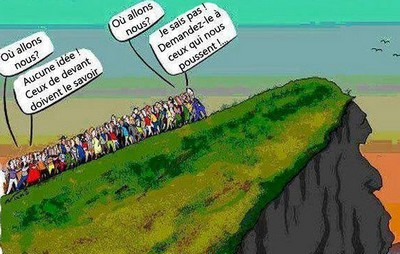 Où allons
nous?
Aucune idée !
Ceux de devant
doivent le savoir
Où allons
nous?
Je sais pas !
Demandez-le à
ceux qui nous
poussent !...